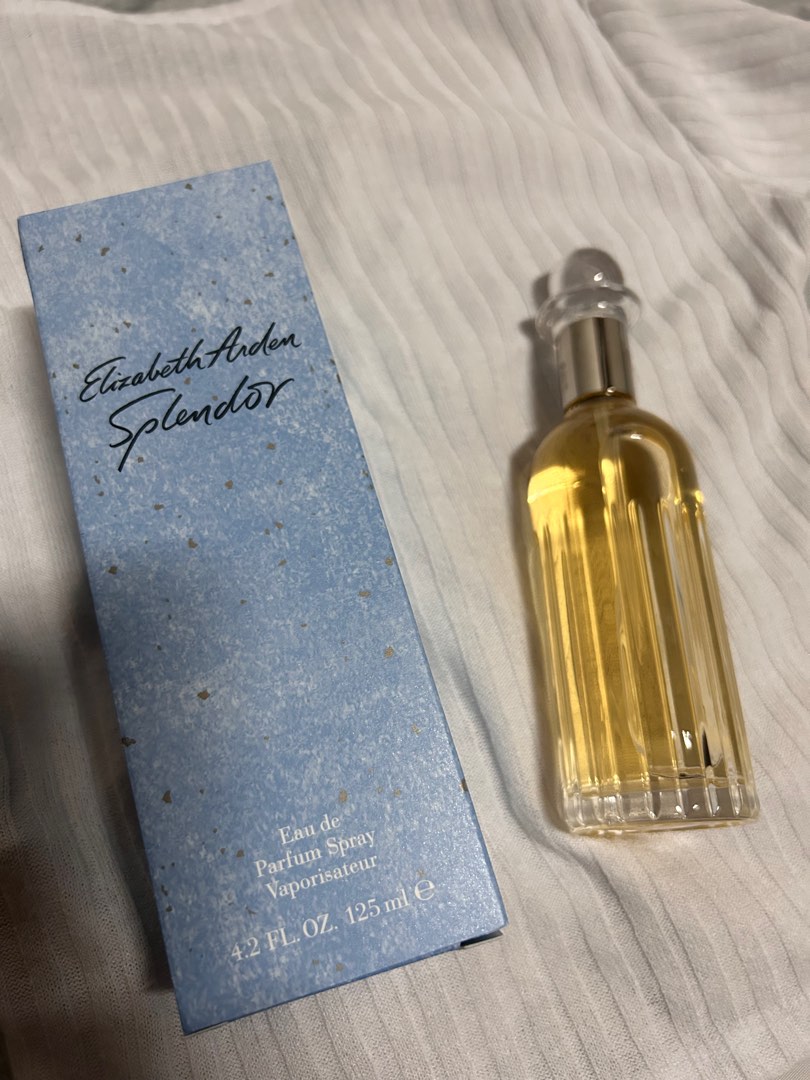 Elizabeth Arden
Splendor
Eau de
Parfum Spray
Vaporisateur
4.2 FL. OZ. 125 ml ℮